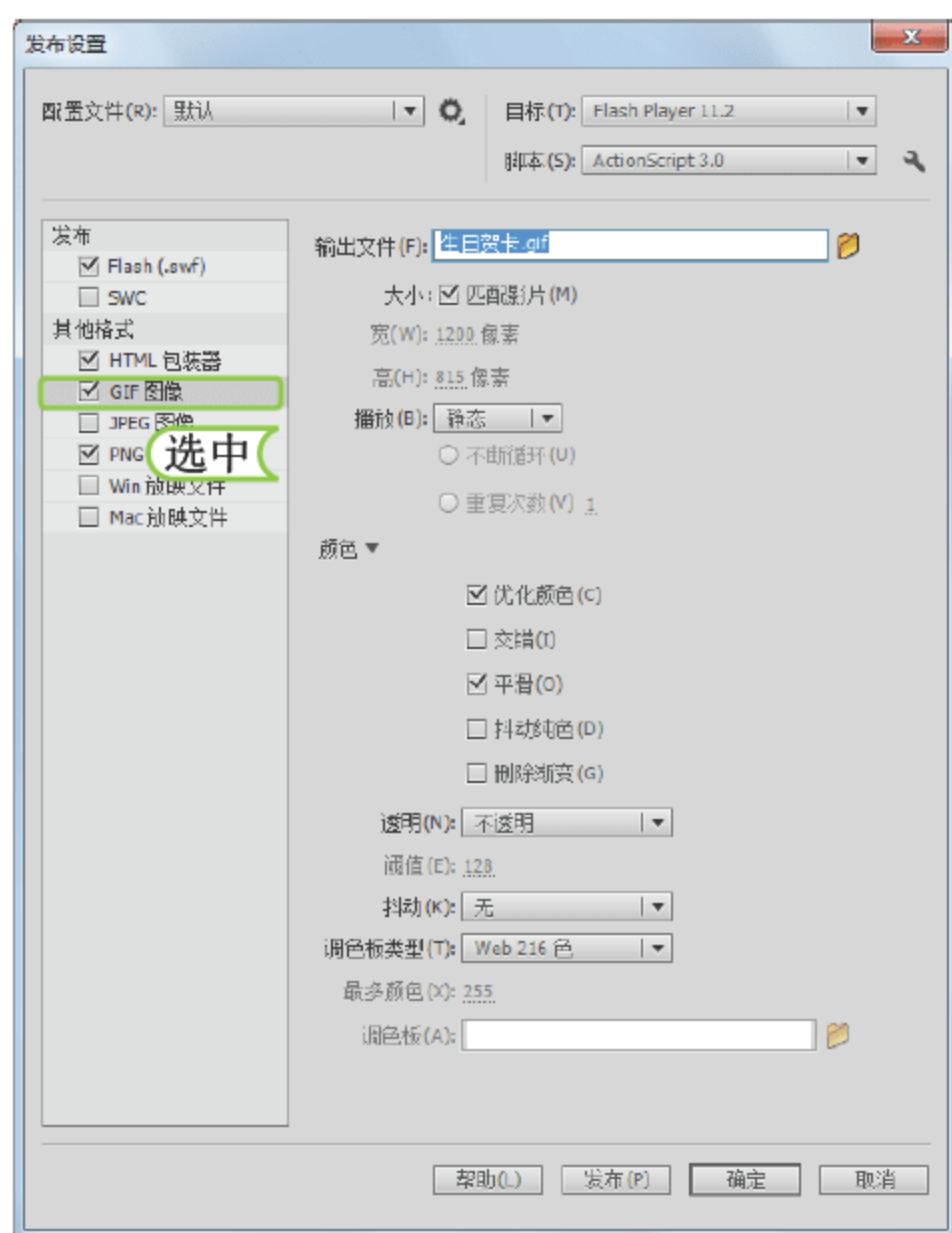 发布设置
配置文件(R): 默认
目标(T): Flash Player 11.2
脚本(S): ActionScript 3.0
发布
Flash (.swf)
SWC
其他格式
HTML 包装器
GIF 图像
JPEG 图像
PNG
选中
Win 放映文件
Mac 放映文件
输出文件(F): 生日贺卡.gif
大小: 匹配影片(M)
宽(W): 1200 像素
高(H): 815 像素
播放(B): 静态
不断循环(U)
重复次数(V) 1
颜色
优化颜色(C)
交错(I)
平滑(O)
抖动纯色(D)
删除渐变(G)
透明(N): 不透明
阈值(E): 128
抖动(K): 无
调色板类型(T): Web 216 色
最多颜色(X): 255
调色板(A):
帮助(L)
发布(P)
确定
取消